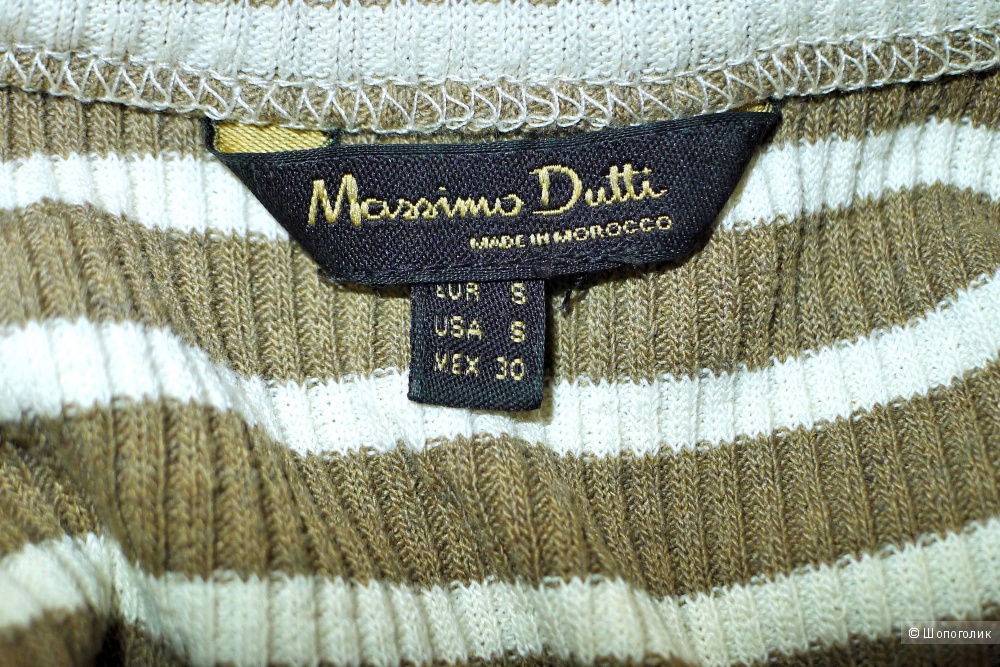 Massimo Dutti
MADE IN MOROCCO
EUR S
USA S
MEX 30
© Шопоголик